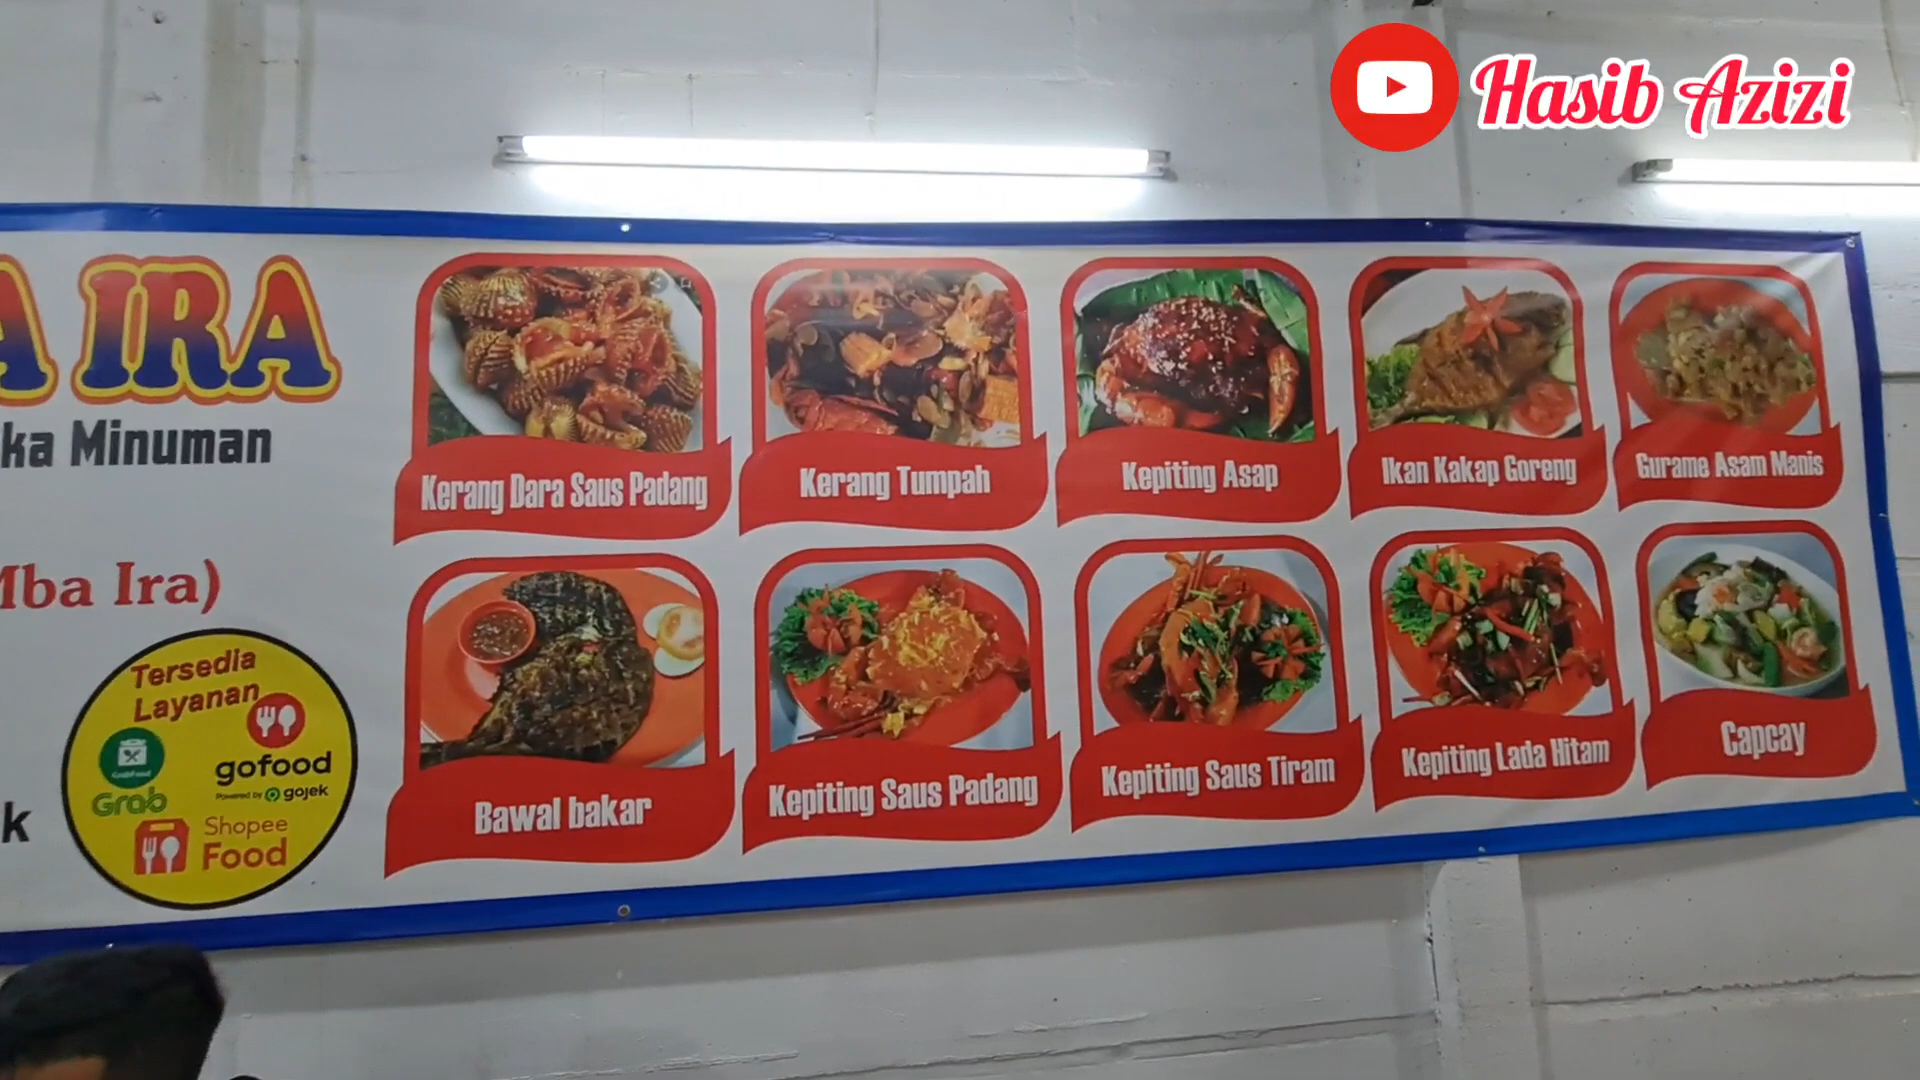 Hasib Azizi
A IRA
ka Minuman
Mba Ira)
k
Tersedia
Layanan
GrabFood
Grab
gofood
Powered by gojek
Shopee
Food
Kerang Dara Saus Padang
Kerang Tumpah
Kepiting Asap
Ikan Kakap Goreng
Gurame Asam Manis
Bawal bakar
Kepiting Saus Padang
Kepiting Saus Tiram
Kepiting Lada Hitam
Capcay